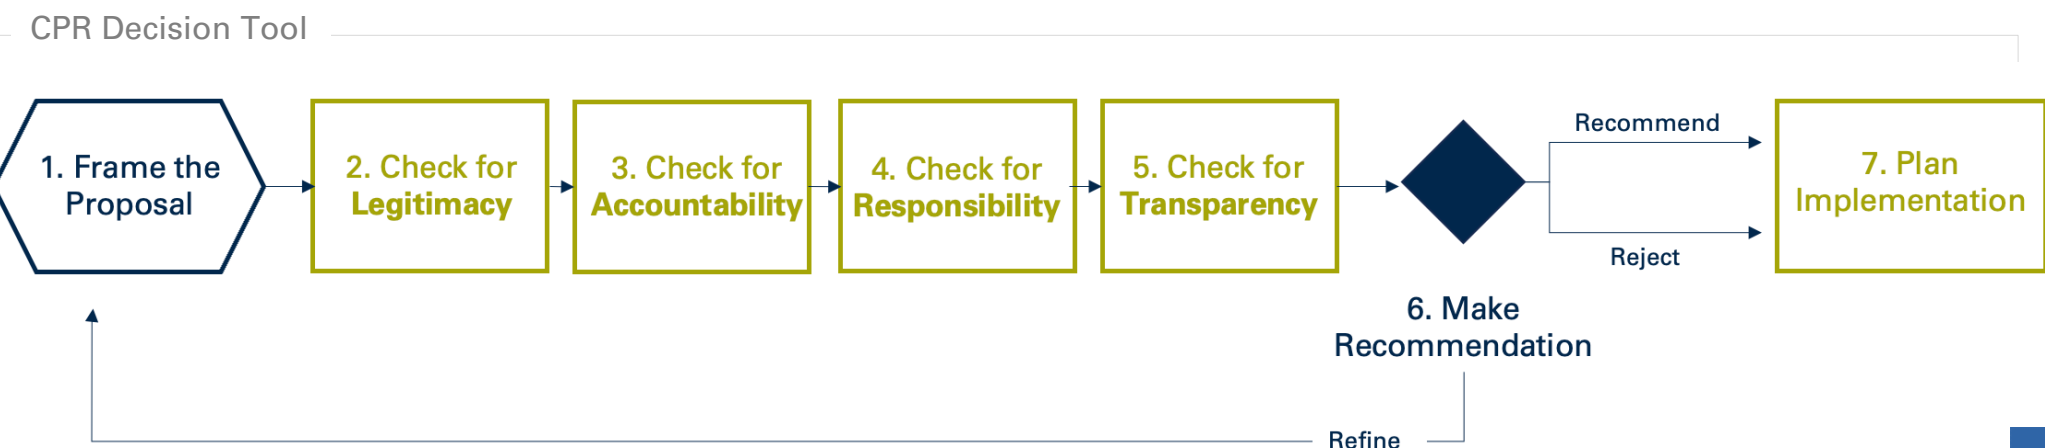 CPR Decision Tool
1. Frame the
Proposal
2. Check for
Legitimacy
3. Check for
Accountability
4. Check for
Responsibility
5. Check for
Transparency
Recommend
Reject
6. Make
Recommendation
7. Plan
Implementation
Refine